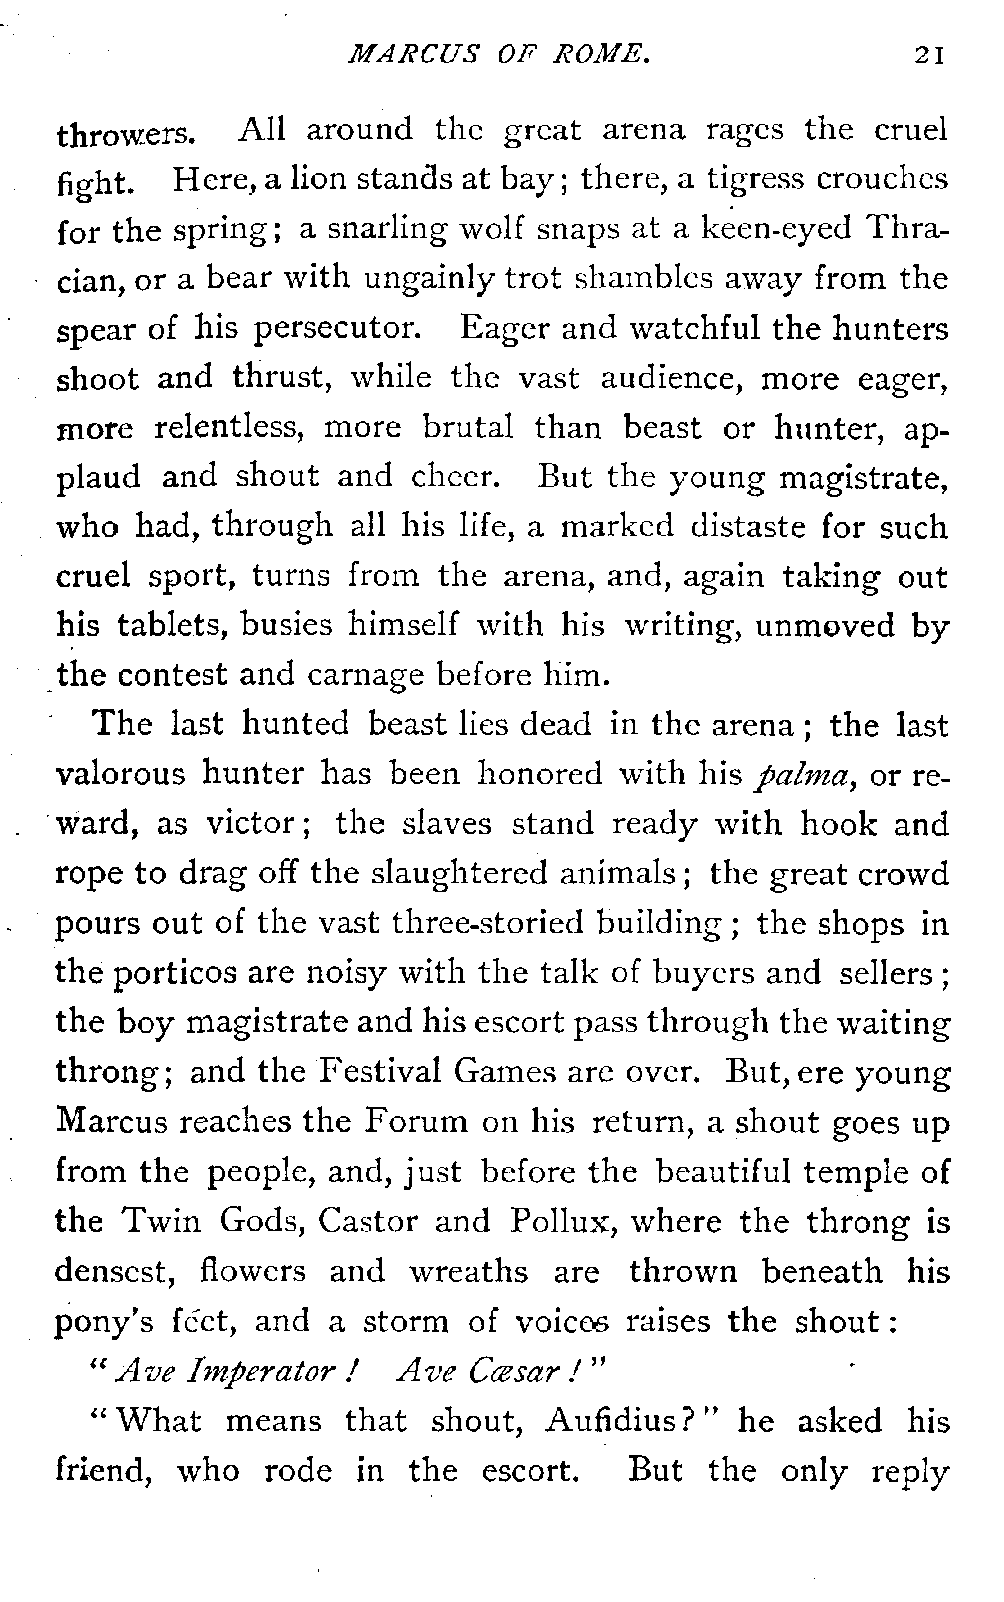 MARCUS OF ROME. 21
throwers. All around the great arena rages the cruel
fight. Here, a lion stands at bay; there, a tigress crouches
for the spring; a snarling wolf snaps at a keen-eyed Thra-
cian, or a bear with ungainly trot shambles away from the
spear of his persecutor. Eager and watchful the hunters
shoot and thrust, while the vast audience, more eager,
more relentless, more brutal than beast or hunter, ap-
plaud and shout and cheer. But the young magistrate,
who had, through all his life, a marked distaste for such
cruel sport, turns from the arena, and, again taking out
his tablets, busies himself with his writing, unmoved by
the contest and carnage before him.
The last hunted beast lies dead in the arena; the last
valorous hunter has been honored with his palma, or re-
ward, as victor; the slaves stand ready with hook and
rope to drag off the slaughtered animals; the great crowd
pours out of the vast three-storied building; the shops in
the porticos are noisy with the talk of buyers and sellers;
the boy magistrate and his escort pass through the waiting
throng; and the Festival Games are over. But, ere young
Marcus reaches the Forum on his return, a shout goes up
from the people, and, just before the beautiful temple of
the Twin Gods, Castor and Pollux, where the throng is
densest, flowers and wreaths are thrown beneath his
pony's feet, and a storm of voices raises the shout:
"Ave Imperator! Ave Cæsar!"
"What means that shout, Aufidius?" he asked his
friend, who rode in the escort. But the only reply